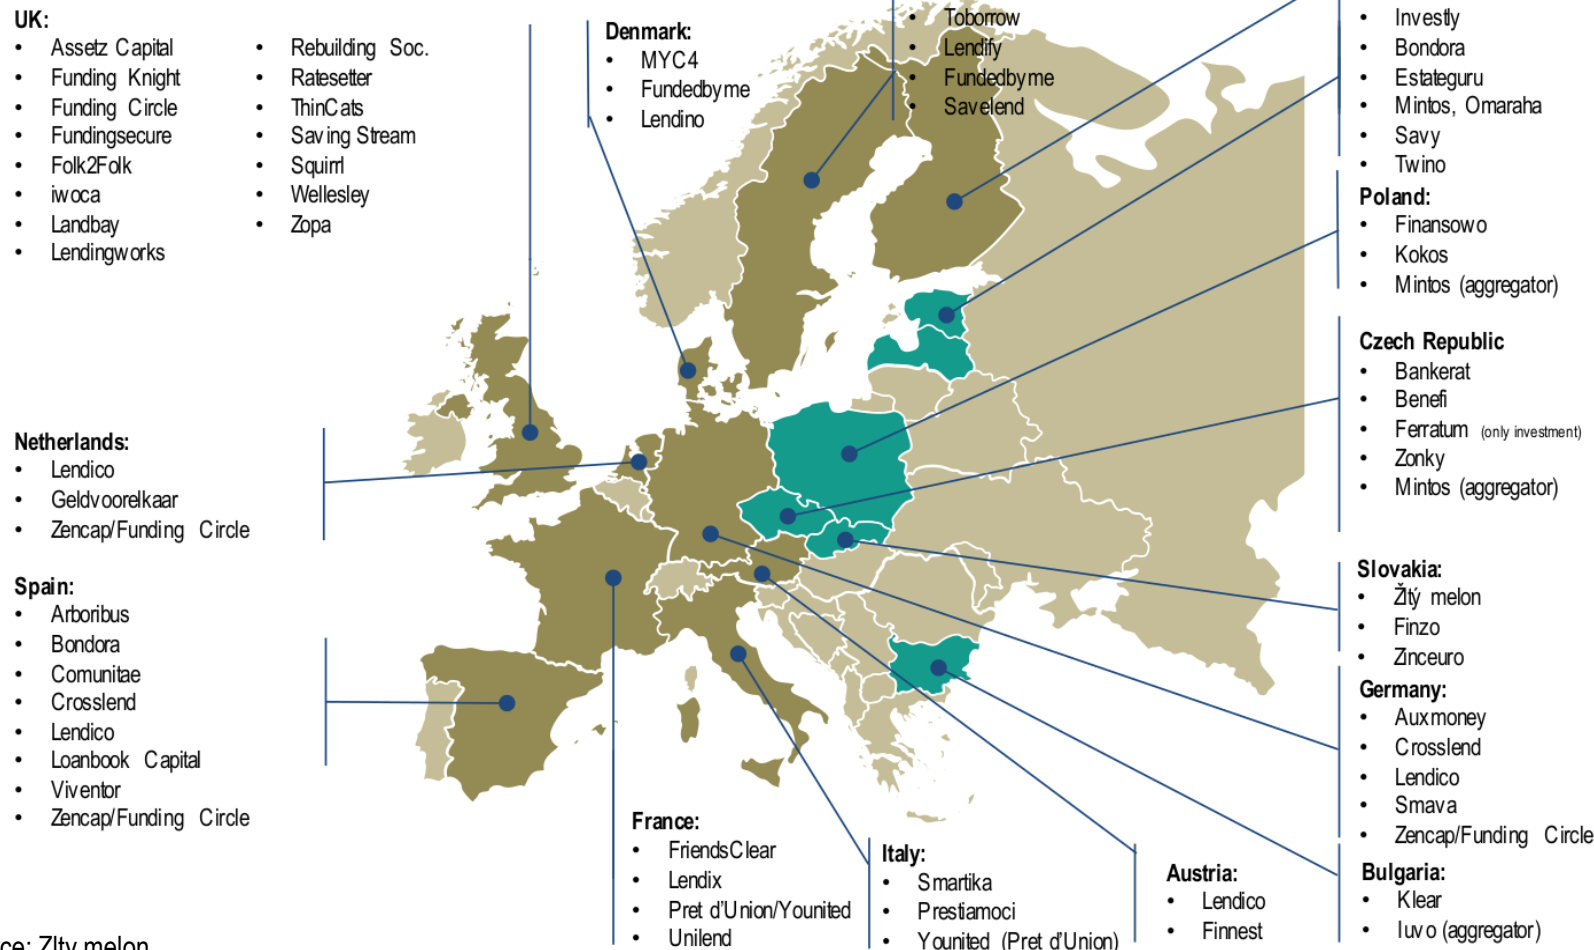 UK:
• Assetz Capital
• Funding Knight
• Funding Circle
• Fundingsecure
• Folk2Folk
• iwoca
• Landbay
• Lendingworks
• Rebuilding Soc.
• Ratesetter
• ThinCats
• Saving Stream
• Squirrl
• Wellesley
• Zopa
Denmark:
• MYC4
• Fundedbyme
• Lendino
• Toborrow
• Lendify
• Fundedbyme
• Savelend
• Investly
• Bondora
• Estateguru
• Mintos, Omaraha
• Savy
• Twino
Poland:
• Finansowo
• Kokos
• Mintos (aggregator)
Czech Republic
• Bankerat
• Benefi
• Ferratum (only investment)
• Zonky
• Mintos (aggregator)
Netherlands:
• Lendico
• Geldvoorelkaar
• Zencap/Funding Circle
Spain:
• Arboribus
• Bondora
• Comunitae
• Crosslend
• Lendico
• Loanbook Capital
• Viventor
• Zencap/Funding Circle
Slovakia:
• Žltý melon
• Finzo
• Zinceuro
Germany:
• Auxmoney
• Crosslend
• Lendico
• Smava
• Zencap/Funding Circle
France:
• FriendsClear
• Lendix
• Pret d'Union/Younited
• Unilend
Italy:
• Smartika
• Prestiamoci
• Younited (Pret d'Union)
Austria:
• Lendico
• Finnest
Bulgaria:
• Klear
• Iuvo (aggregator)
ce: Zlty melon